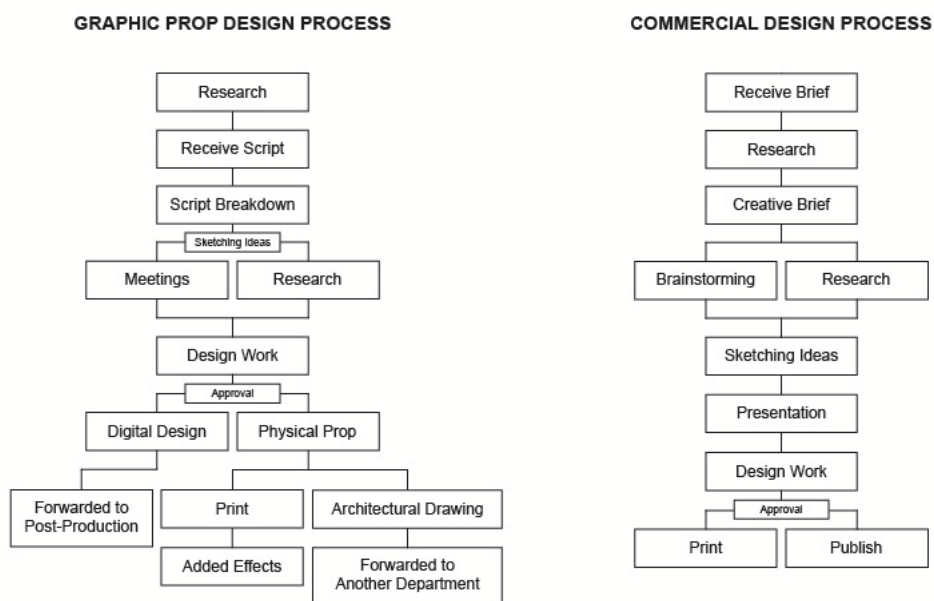 GRAPHIC PROP DESIGN PROCESS
Research
Receive Script
Script Breakdown
Sketching Ideas
Meetings
Research
Design Work
Approval
Digital Design
Physical Prop
Forwarded to
Post-Production
Print
Architectural Drawing
Added Effects
Forwarded to
Another Department
COMMERCIAL DESIGN PROCESS
Receive Brief
Research
Creative Brief
Brainstorming
Research
Sketching Ideas
Presentation
Design Work
Approval
Print
Publish